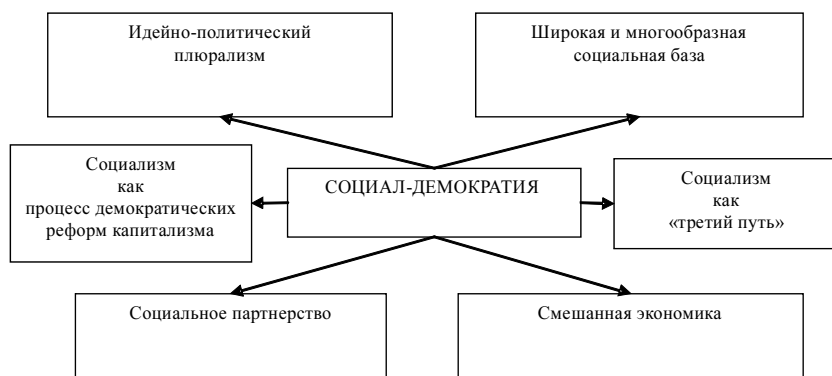 Идейно-политический
плюрализм
Широкая и многообразная
социальная база
Социализм
как
процесс демократических
реформ капитализма
СОЦИАЛ-ДЕМОКРАТИЯ
Социализм
как
«третий путь»
Социальное партнерство
Смешанная экономика